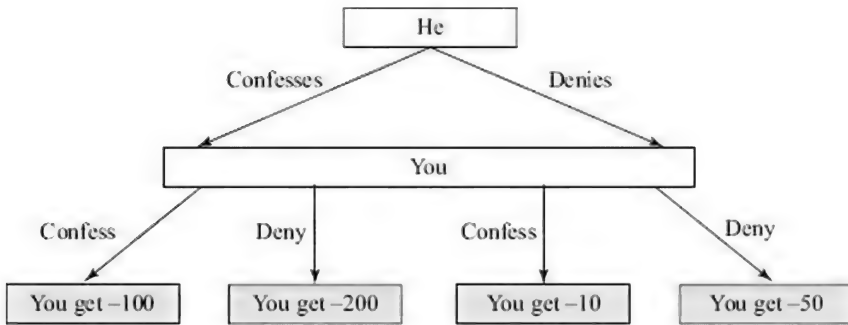 He
Confesses
Denies
You
Confess
Deny
Confess
Deny
You get –100
You get –200
You get –10
You get –50